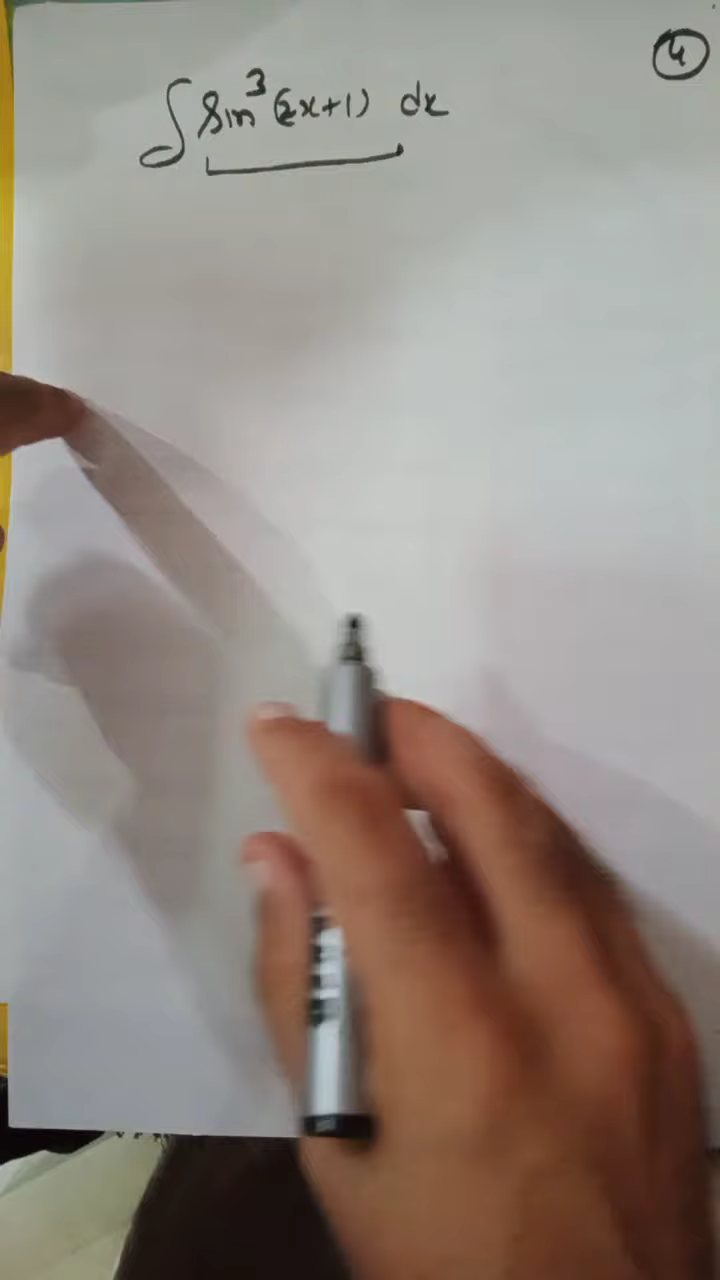 ④
∫ sin³ (2x+1) dx